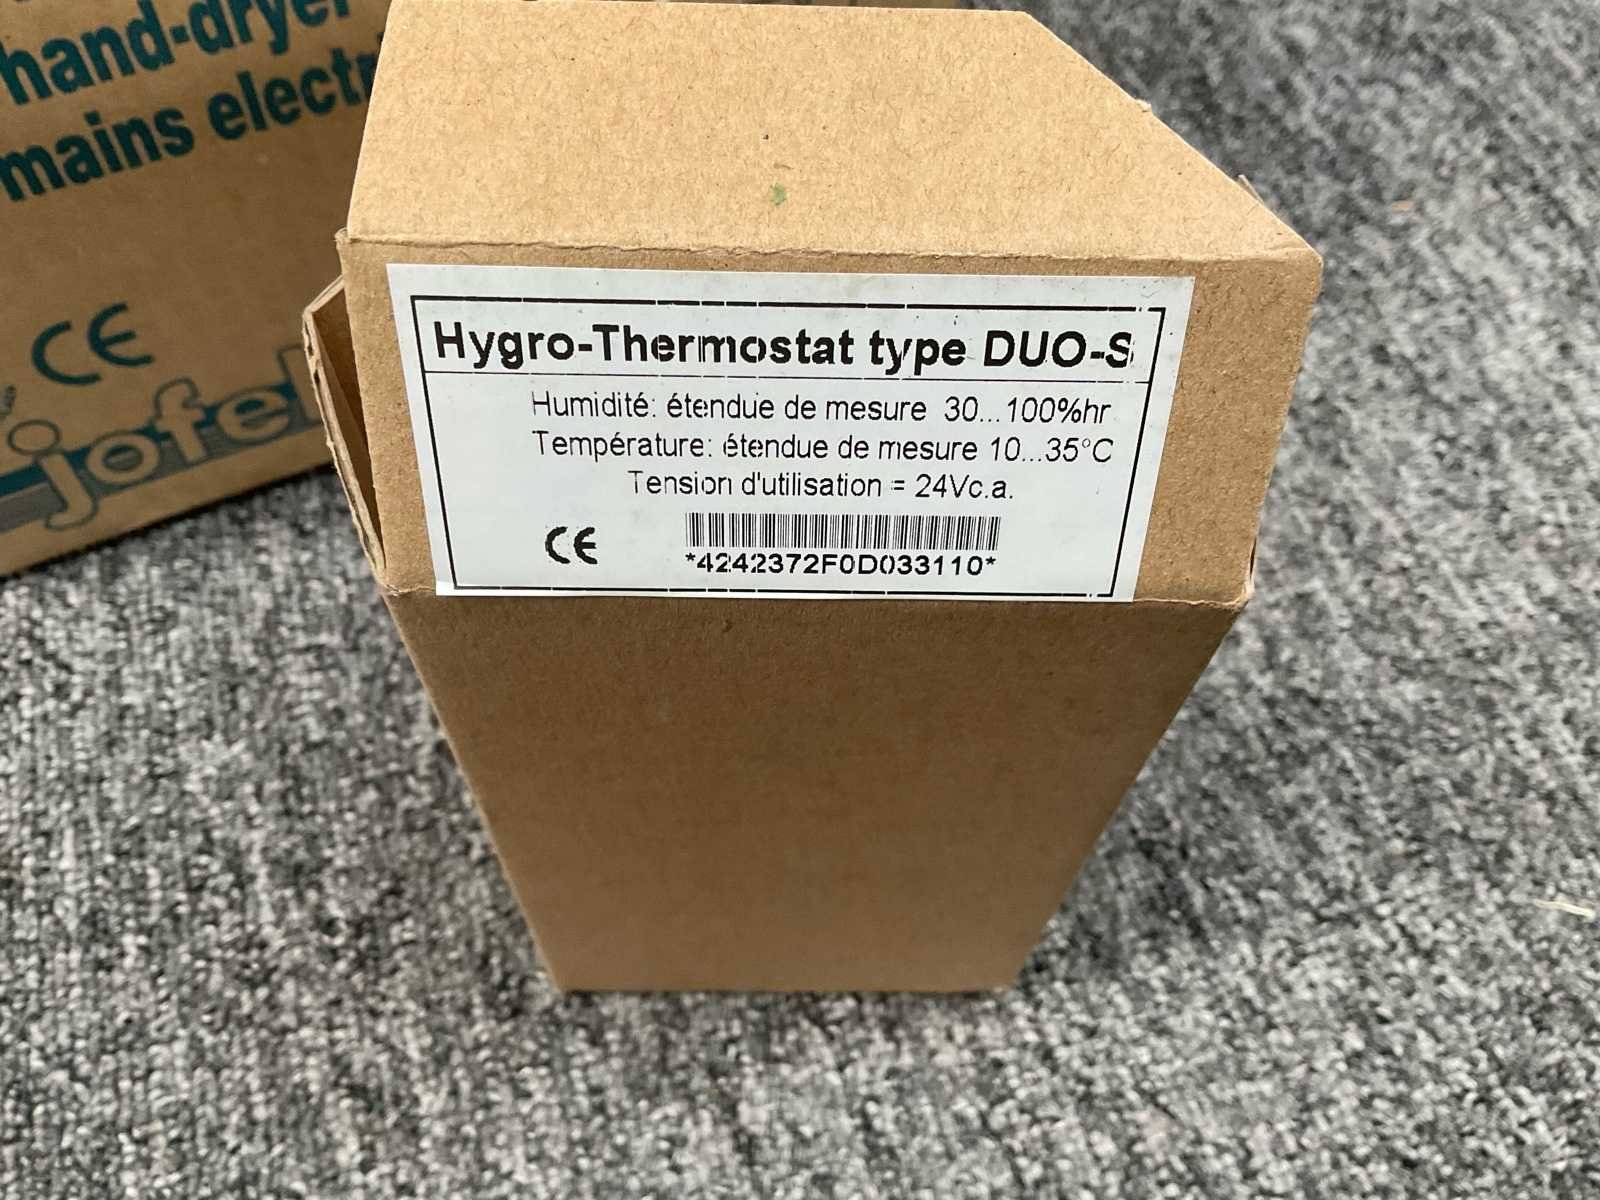 hand-dryer
mains electr
CE
jofel
Hygro-Thermostat type DUO-S
Humidité: étendue de mesure 30...100%hr
Température: étendue de mesure 10...35°C
Tension d'utilisation = 24Vc.a.
CE
*4242372F0D033110*